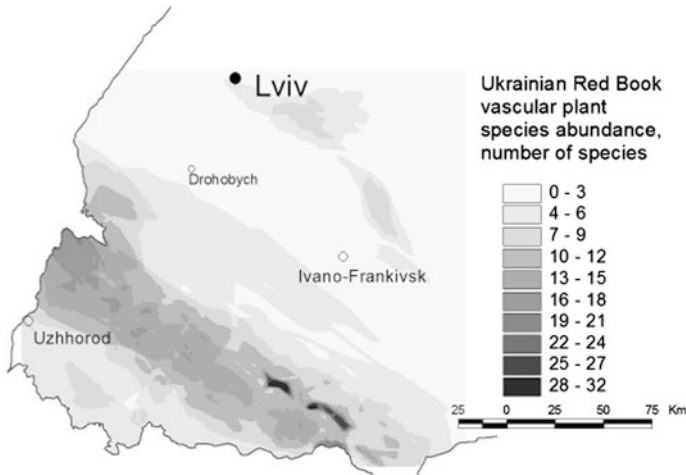 Lviv
Drohobych
Ivano-Frankivsk
Uzhhorod
Ukrainian Red Book
vascular plant
species abundance,
number of species
0 - 3
4 - 6
7 - 9
10 - 12
13 - 15
16 - 18
19 - 21
22 - 24
25 - 27
28 - 32
25 0 25 50 75 Km